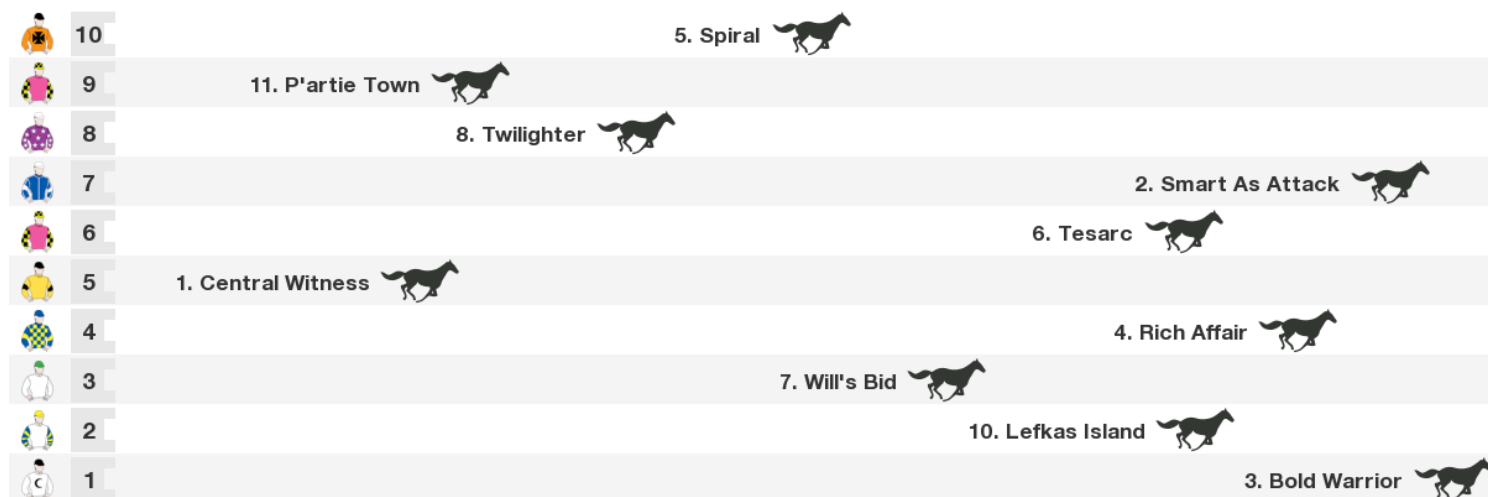 10 5. Spiral
9 11. P'artie Town
8 8. Twilighter
7 2. Smart As Attack
6 6. Tesarc
5 1. Central Witness
4 4. Rich Affair
3 7. Will's Bid
2 10. Lefkas Island
1 C 3. Bold Warrior